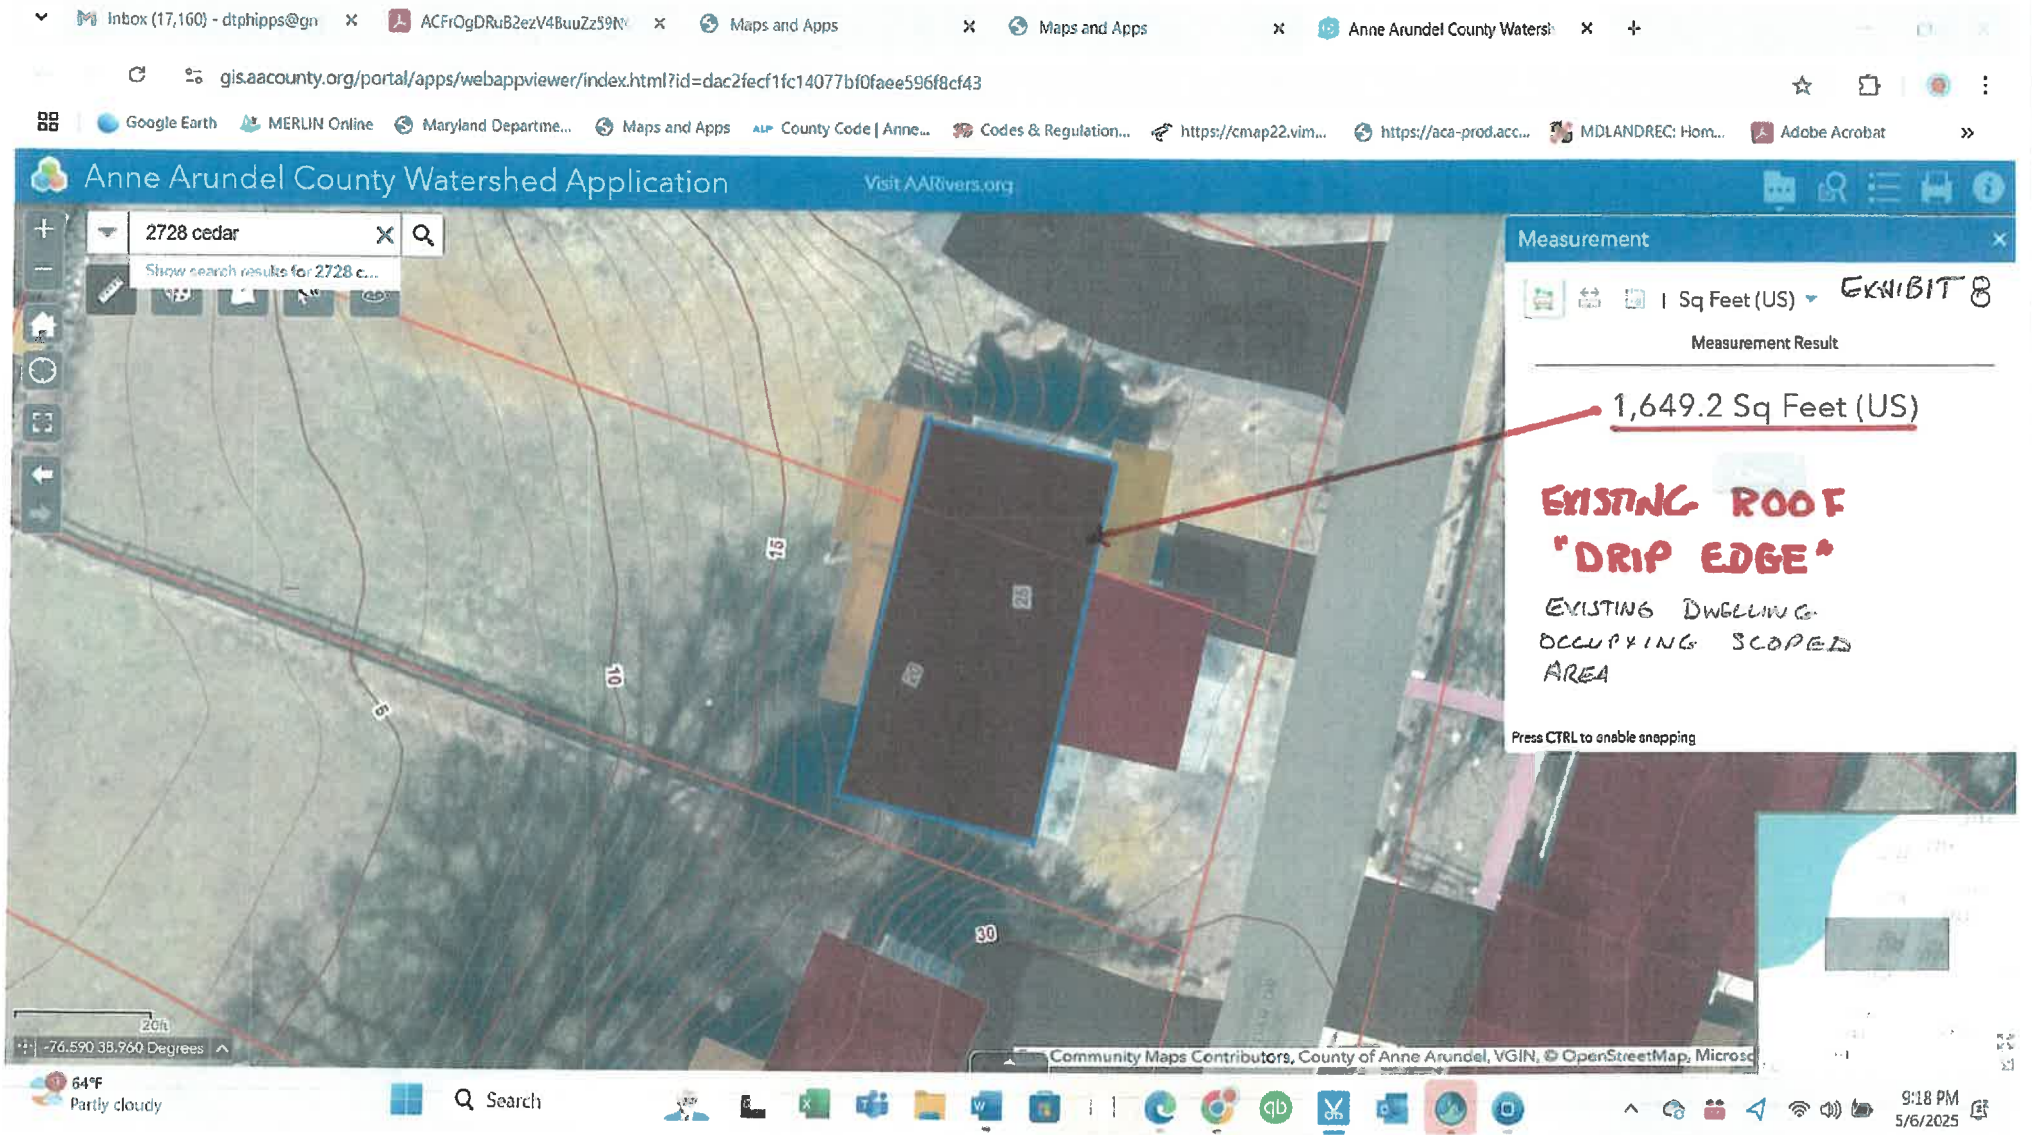 Inbox (17,160) - dtphipps@gn
Maps and Apps
Maps and Apps
Anne Arundel County Watersh
gis.aacounty.org/portal/apps/webappviewer/index.html?id=dac2fecf1fc14077bf0faee596f8cf43
Google Earth
MERLIN Online
Maryland Departme...
Maps and Apps
ALP
County Code | Anne...
Codes & Regulation...
https://cmap22.vim...
https://aca-prod.acc...
MDLANDREC: Hom...
Adobe Acrobat
»
Anne Arundel County Watershed Application
Visit AARivers.org
2728 cedar
Show search results for 2728 c...
Measurement
Sq Feet (US)
EXHIBIT 8
Measurement Result
1,649.2 Sq Feet (US)
EXISTING ROOF
"DRIP EDGE"
EXISTING DWELLING
OCCUPYING SCOPED
AREA
Press CTRL to enable snapping
15
25
20
10
5
30
20ft
-76.590 38.960 Degrees
Community Maps Contributors, County of Anne Arundel, VGIN, © OpenStreetMap, Microsc
64°F
Partly cloudy
Search
9:18 PM
5/6/2025